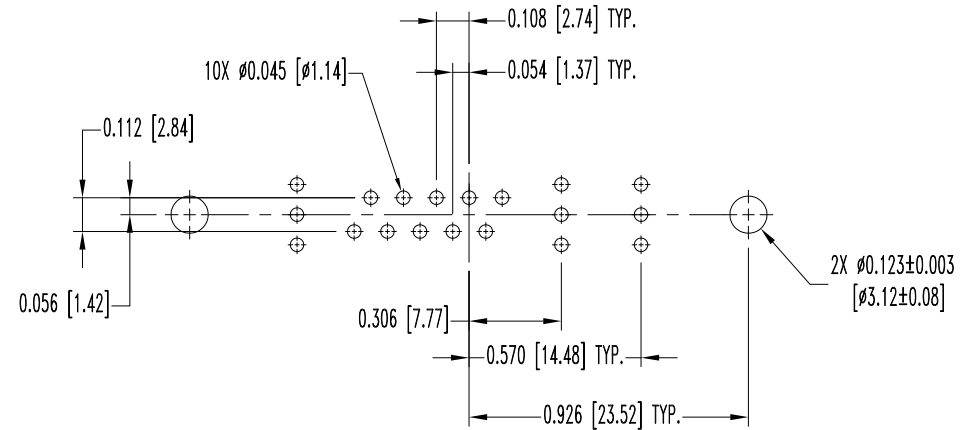 0.108 [2.74] TYP.
10X ø0.045 [ø1.14]
0.054 [1.37] TYP.
0.112 [2.84]
0.056 [1.42]
2X ø0.123±0.003
[ø3.12±0.08]
0.306 [7.77]
0.570 [14.48] TYP.
0.926 [23.52] TYP.